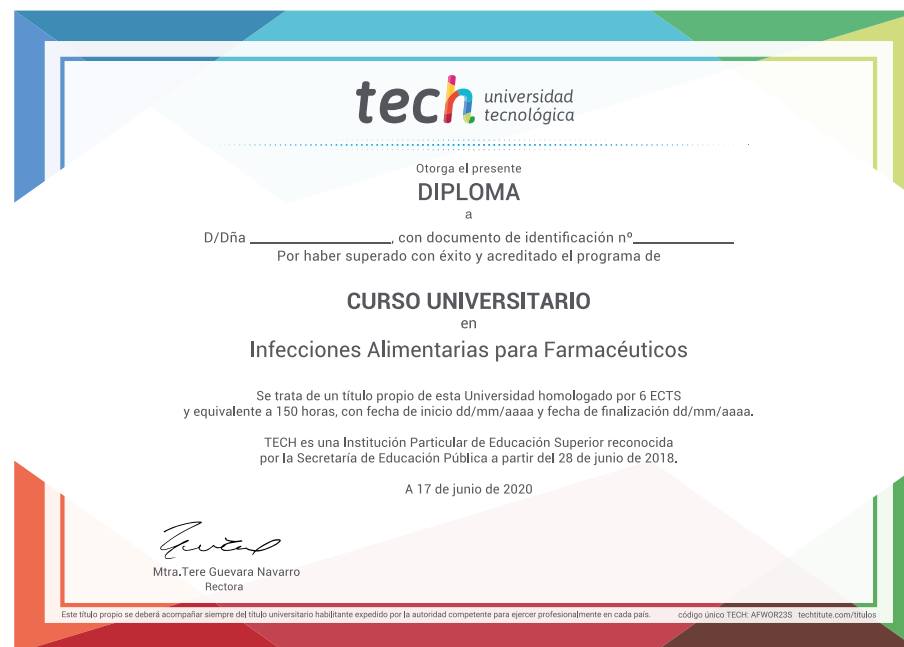 tech universidad
tecnológica
Otorga el presente
DIPLOMA
a
D/Dña ____________________, con documento de identificación nº______________
Por haber superado con éxito y acreditado el programa de
CURSO UNIVERSITARIO
en
Infecciones Alimentarias para Farmacéuticos
Se trata de un título propio de esta Universidad homologado por 6 ECTS
y equivalente a 150 horas, con fecha de inicio dd/mm/aaaa y fecha de finalización dd/mm/aaaa.
TECH es una Institución Particular de Educación Superior reconocida
por la Secretaría de Educación Pública a partir del 28 de junio de 2018.
A 17 de junio de 2020
Mtra.Tere Guevara Navarro
Rectora
Este título propio se deberá acompañar siempre del título universitario habilitante expedido por la autoridad competente para ejercer profesionalmente en cada país. código único TECH: AFWOR23S techtitute.com/titulos